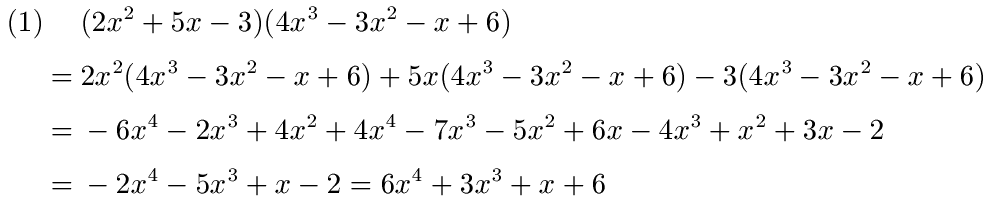 (1) (2x² + 5x − 3)(4x³ − 3x² − x + 6)
= 2x²(4x³ − 3x² − x + 6) + 5x(4x³ − 3x² − x + 6) − 3(4x³ − 3x² − x + 6)
= − 6x⁴ − 2x³ + 4x² + 4x⁴ − 7x³ − 5x² + 6x − 4x³ + x² + 3x − 2
= − 2x⁴ − 5x³ + x − 2 = 6x⁴ + 3x³ + x + 6